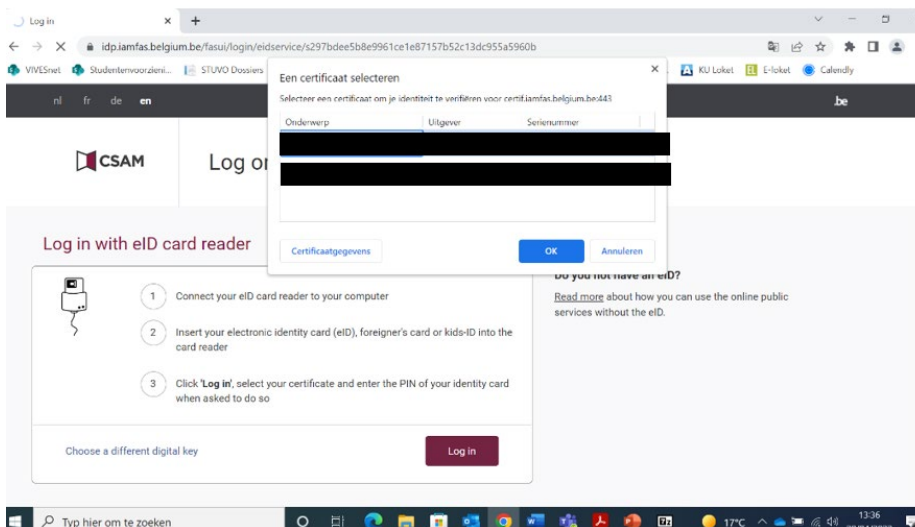 Log in
idp.iamfas.belgium.be/fasui/login/eidservice/s297bdee5b8e9961ce1e87157b52c13dc955a5960b
VIVESnet
Studentenvoorzieni...
STUVO Dossiers
KU Loket
E-loket
Calendly
nl fr de en
.be
Een certificaat selecteren
Selecteer een certificaat om je identiteit te verifiëren voor certif.iamfas.belgium.be:443
Onderwerp Uitgever Serienummer
Certificaatgegevens OK Annuleren
CSAM
Log in with eID card reader
1 Connect your eID card reader to your computer
2 Insert your electronic identity card (eID), foreigner's card or kids-ID into the
card reader
3 Click 'Log in', select your certificate and enter the PIN of your identity card
when asked to do so
Choose a different digital key
Log in
Do you not have an eID?
Read more about how you can use the online public
services without the eID.
Typ hier om te zoeken
17°C
13:36